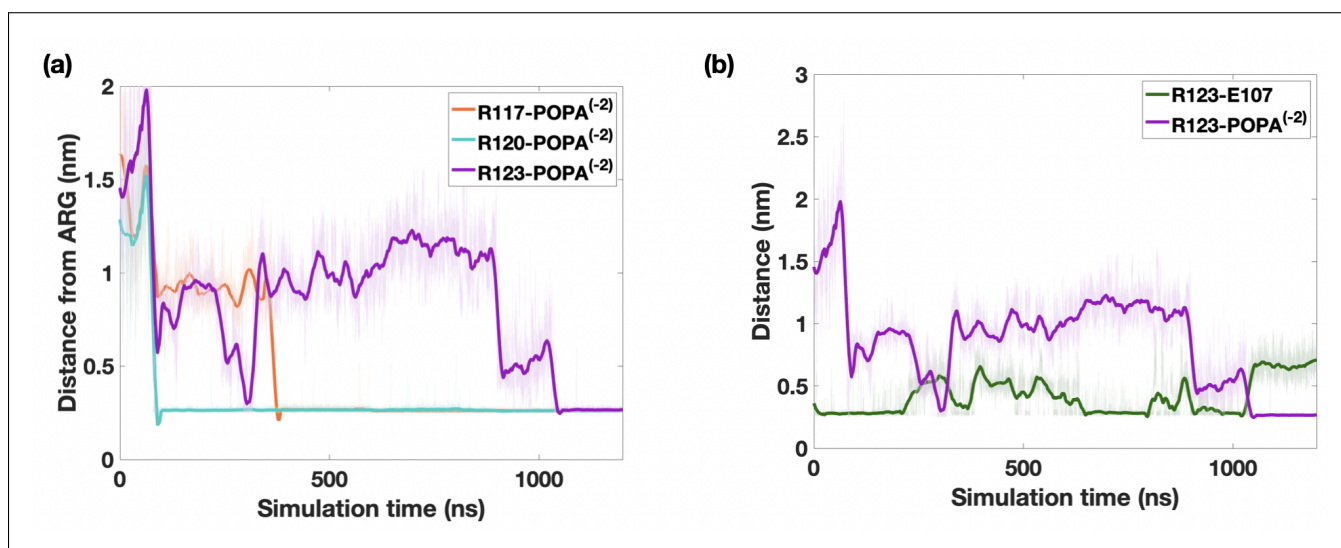 (a)
2
1.5
1
0.5
0
Distance from ARG (nm)
R117-POPA(-2)
R120-POPA(-2)
R123-POPA(-2)
0
500
1000
Simulation time (ns)
(b)
3
2.5
2
1.5
1
0.5
0
Distance (nm)
R123-E107
R123-POPA(-2)
0
500
1000
Simulation time (ns)